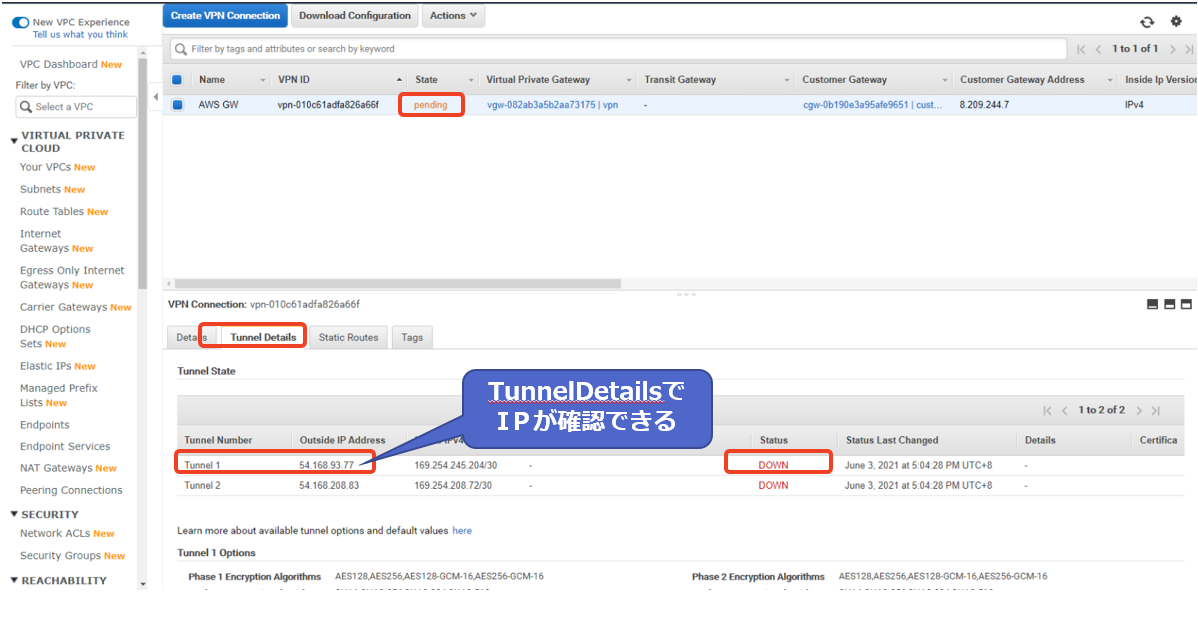 New VPC Experience
Tell us what you think
VPC Dashboard New
Filter by VPC:
Select a VPC
VIRTUAL PRIVATE
CLOUD
Your VPCs New
Subnets New
Route Tables New
Internet
Gateways New
Egress Only Internet
Gateways New
Carrier Gateways New
DHCP Options
Sets New
Elastic IPs New
Managed Prefix
Lists New
Endpoints
Endpoint Services
NAT Gateways New
Peering Connections
SECURITY
Network ACLs New
Security Groups New
REACHABILITY
Create VPN Connection Download Configuration Actions
Filter by tags and attributes or search by keyword
1 to 1 of 1
Name VPN ID State Virtual Private Gateway Transit Gateway Customer Gateway Customer Gateway Address Inside Ip Version
AWS GW vpn-010c61adfa826a66f pending vgw-082ab3a5b2aa73175 | vpn - cgw-0b190e3a95afe9651 | cust... 8.209.244.7 IPv4
VPN Connection: vpn-010c61adfa826a66f
Details Tunnel Details Static Routes Tags
Tunnel State
TunnelDetailsで
ＩＰが確認できる
1 to 2 of 2
Tunnel Number Outside IP Address Status Status Last Changed Details Certifica
Tunnel 1 54.168.93.77 169.254.245.204/30 - DOWN June 3, 2021 at 5:04:28 PM UTC+8 -
Tunnel 2 54.168.208.83 169.254.208.72/30 - DOWN June 3, 2021 at 5:04:28 PM UTC+8 -
Learn more about available tunnel options and default values here
Tunnel 1 Options
Phase 1 Encryption Algorithms AES128,AES256,AES128-GCM-16,AES256-GCM-16 Phase 2 Encryption Algorithms AES128,AES256,AES128-GCM-16,AES256-GCM-16